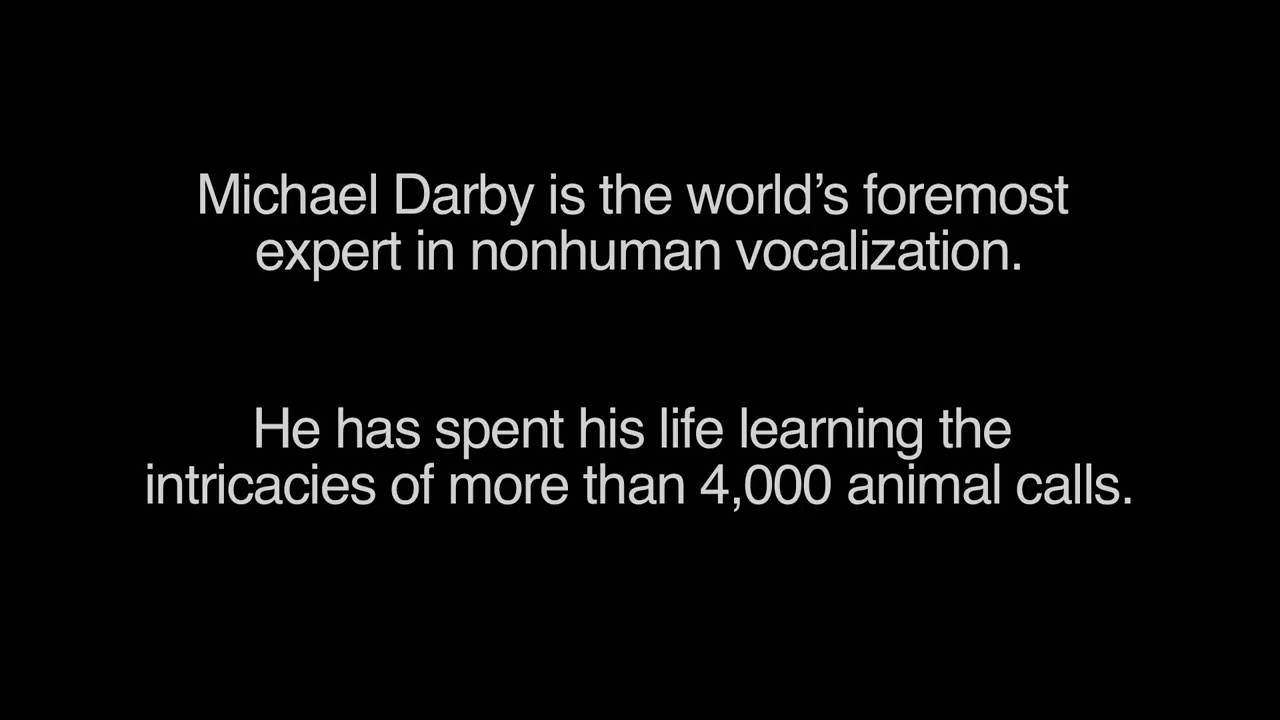 Michael Darby is the world’s foremost
expert in nonhuman vocalization.
He has spent his life learning the
intricacies of more than 4,000 animal calls.